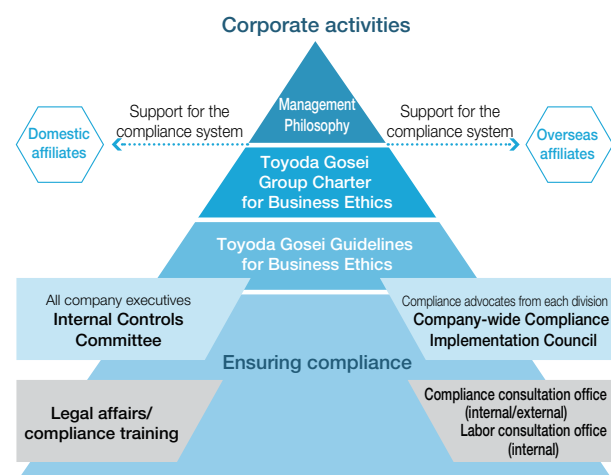 Corporate activities
Management
Philosophy
Support for the
compliance system
Support for the
compliance system
Domestic
affiliates
Overseas
affiliates
Toyoda Gosei
Group Charter
for Business Ethics
Toyoda Gosei Guidelines
for Business Ethics
All company executives
Internal Controls
Committee
Compliance advocates from each division
Company-wide Compliance
Implementation Council
Ensuring compliance
Legal affairs/
compliance training
Compliance consultation office
(internal/external)
Labor consultation office
(internal)